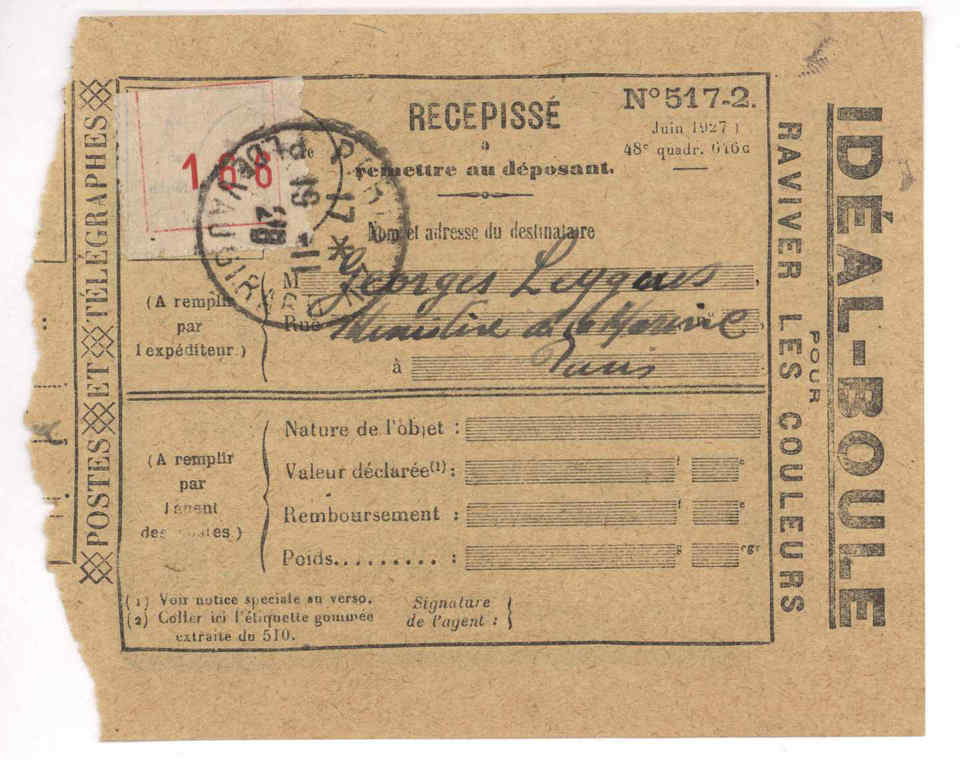 POSTES ET TÉLÉGRAPHES
168
RECEPISSÉ
à
remettre au déposant.
N° 517-2.
Juin 1927
48e quadr. 646a
Nom et adresse du destinataire
(A remplir
par
l expéditeur.)
M Georges Leygues
Rue Ministère de la Marine
à Paris
(A remplir
par
l agent
des postes)
Nature de l'objet :
Valeur déclarée(1) : f c
Remboursement : f c
Poids......... : g cgr
(1) Voir notice speciale au verso.
(2) Coller ici l'étiquette gommée
extraite du 510.
Signature
de l'agent :
IDÉAL-BOULE
POUR
RAVIVER LES COULEURS